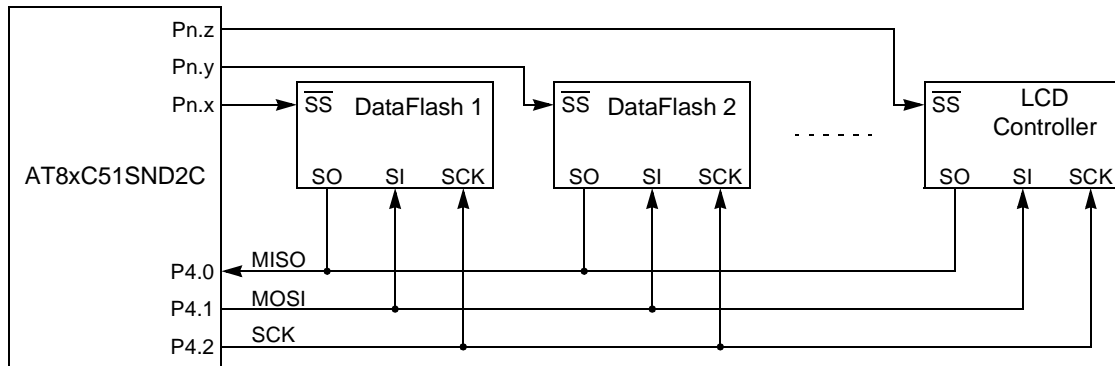 Pn.z
Pn.y
Pn.x
SS DataFlash 1
SS DataFlash 2
SS LCD
Controller
AT8xC51SND2C
SO SI SCK
SO SI SCK
SO SI SCK
P4.0 MISO
P4.1 MOSI
P4.2 SCK